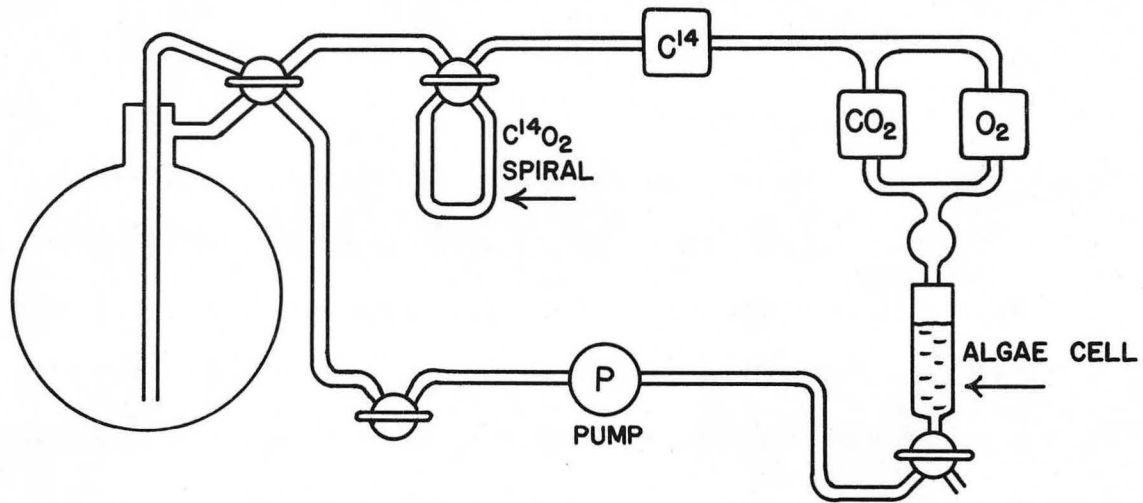 C¹⁴
C¹⁴O₂
SPIRAL
CO₂
O₂
ALGAE CELL
P
PUMP